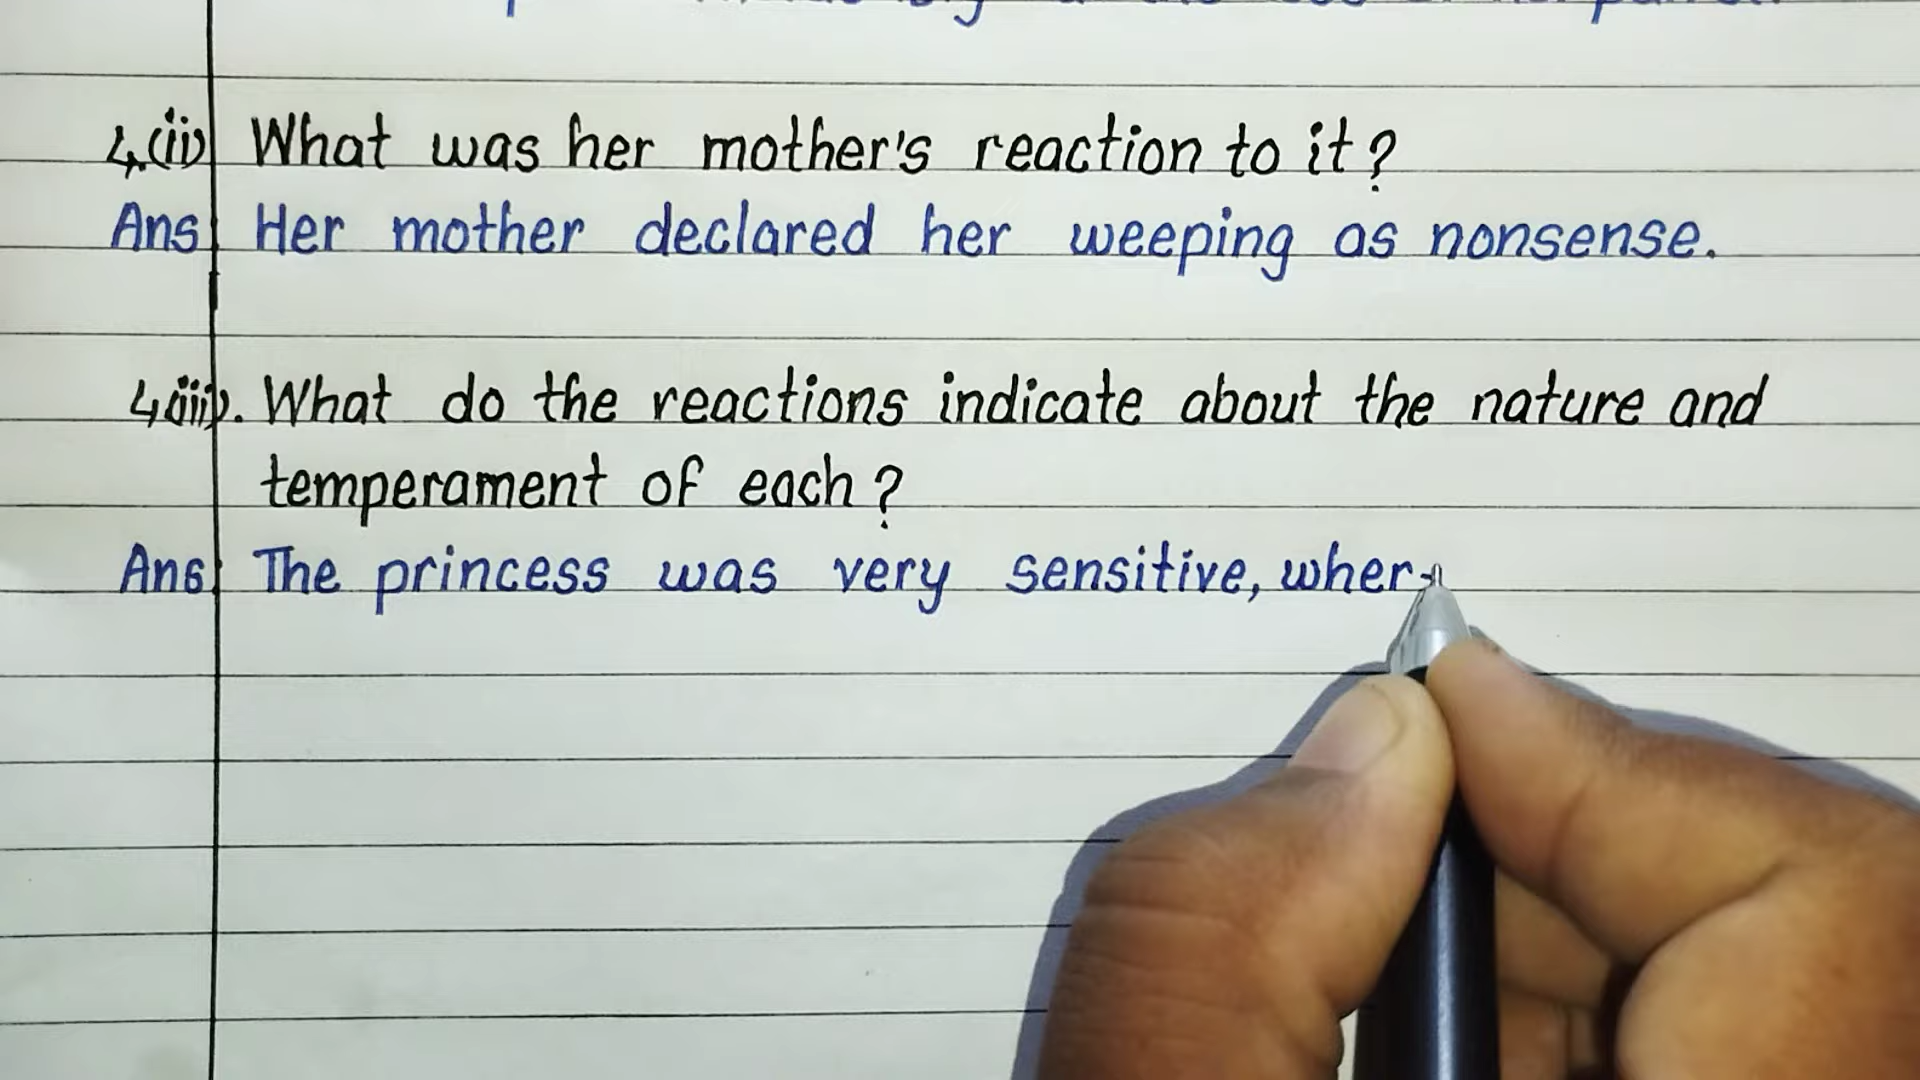 4.(ii) What was her mother's reaction to it?
Ans Her mother declared her weeping as nonsense.
4(iii). What do the reactions indicate about the nature and
temperament of each?
Ans The princess was very sensitive, wher